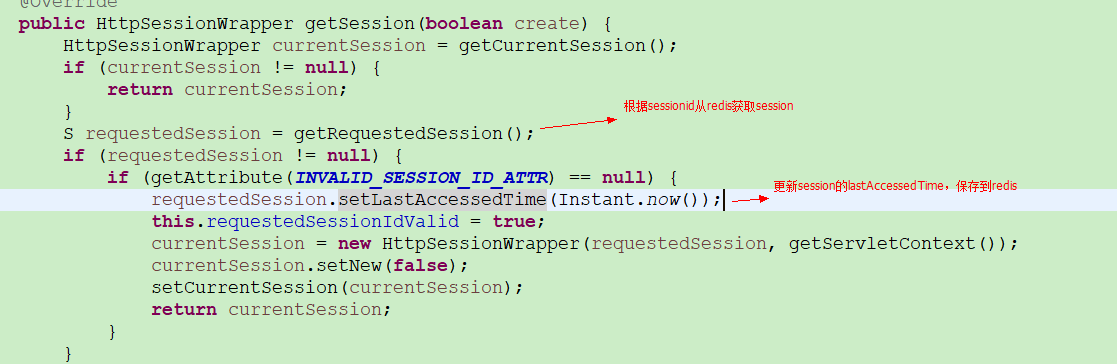 @Override
public HttpSessionWrapper getSession(boolean create) {
HttpSessionWrapper currentSession = getCurrentSession();
if (currentSession != null) {
return currentSession;
}
根据sessionid从redis获取session
S requestedSession = getRequestedSession();
if (requestedSession != null) {
if (getAttribute(INVALID_SESSION_ID_ATTR) == null) {
更新session的lastAccessedTime，保存到redis
requestedSession.setLastAccessedTime(Instant.now());
this.requestedSessionIdValid = true;
currentSession = new HttpSessionWrapper(requestedSession, getServletContext());
currentSession.setNew(false);
setCurrentSession(currentSession);
return currentSession;
}
}